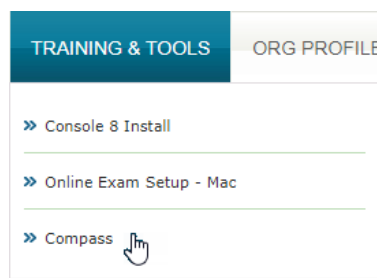 TRAINING & TOOLS ORG PROFILE
» Console 8 Install
» Online Exam Setup - Mac
» Compass